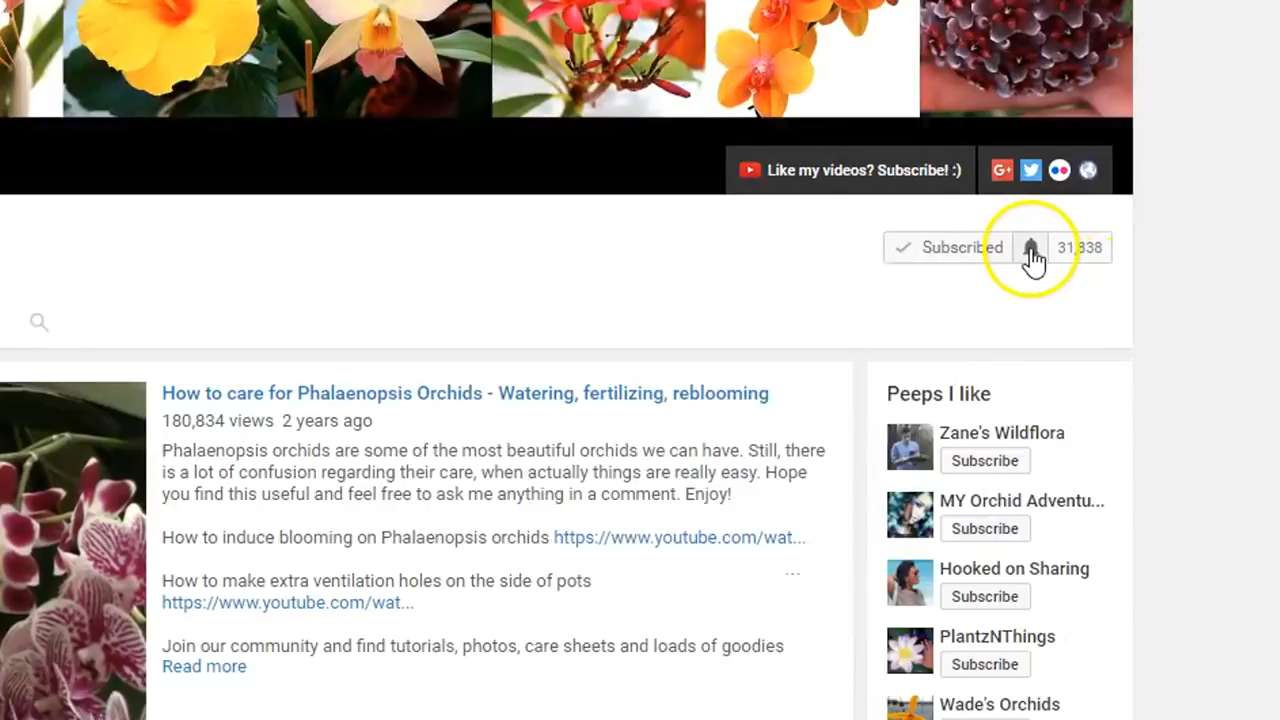 Like my videos? Subscribe! :)
G+
Subscribed 31,838
How to care for Phalaenopsis Orchids - Watering, fertilizing, reblooming
180,834 views 2 years ago
Phalaenopsis orchids are some of the most beautiful orchids we can have. Still, there
is a lot of confusion regarding their care, when actually things are really easy. Hope
you find this useful and feel free to ask me anything in a comment. Enjoy!
How to induce blooming on Phalaenopsis orchids https://www.youtube.com/wat...
How to make extra ventilation holes on the side of pots
https://www.youtube.com/wat...
Join our community and find tutorials, photos, care sheets and loads of goodies
...
Read more
Peeps I like
Zane's Wildflora
Subscribe
MY Orchid Adventu...
Subscribe
Hooked on Sharing
Subscribe
PlantzNThings
Subscribe
Wade's Orchids